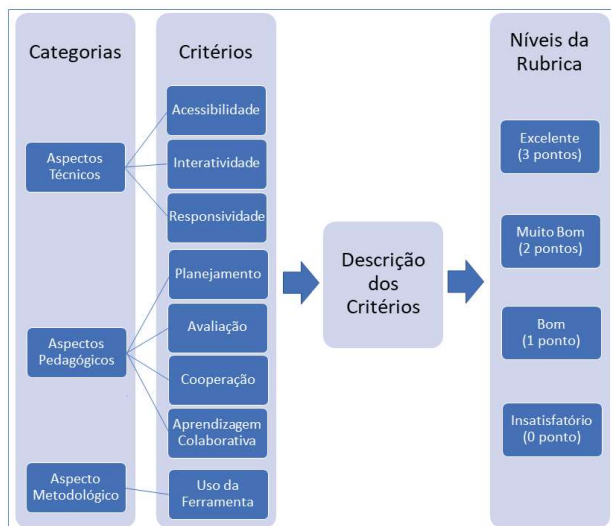 Categorias
Aspectos
Técnicos
Aspectos
Pedagógicos
Aspecto
Metodológico
Critérios
Acessibilidade
Interatividade
Responsividade
Planejamento
Avaliação
Cooperação
Aprendizagem
Colaborativa
Uso da
Ferramenta
Descrição
dos
Critérios
Níveis da
Rubrica
Excelente
(3 pontos)
Muito Bom
(2 pontos)
Bom
(1 ponto)
Insatisfatório
(0 ponto)